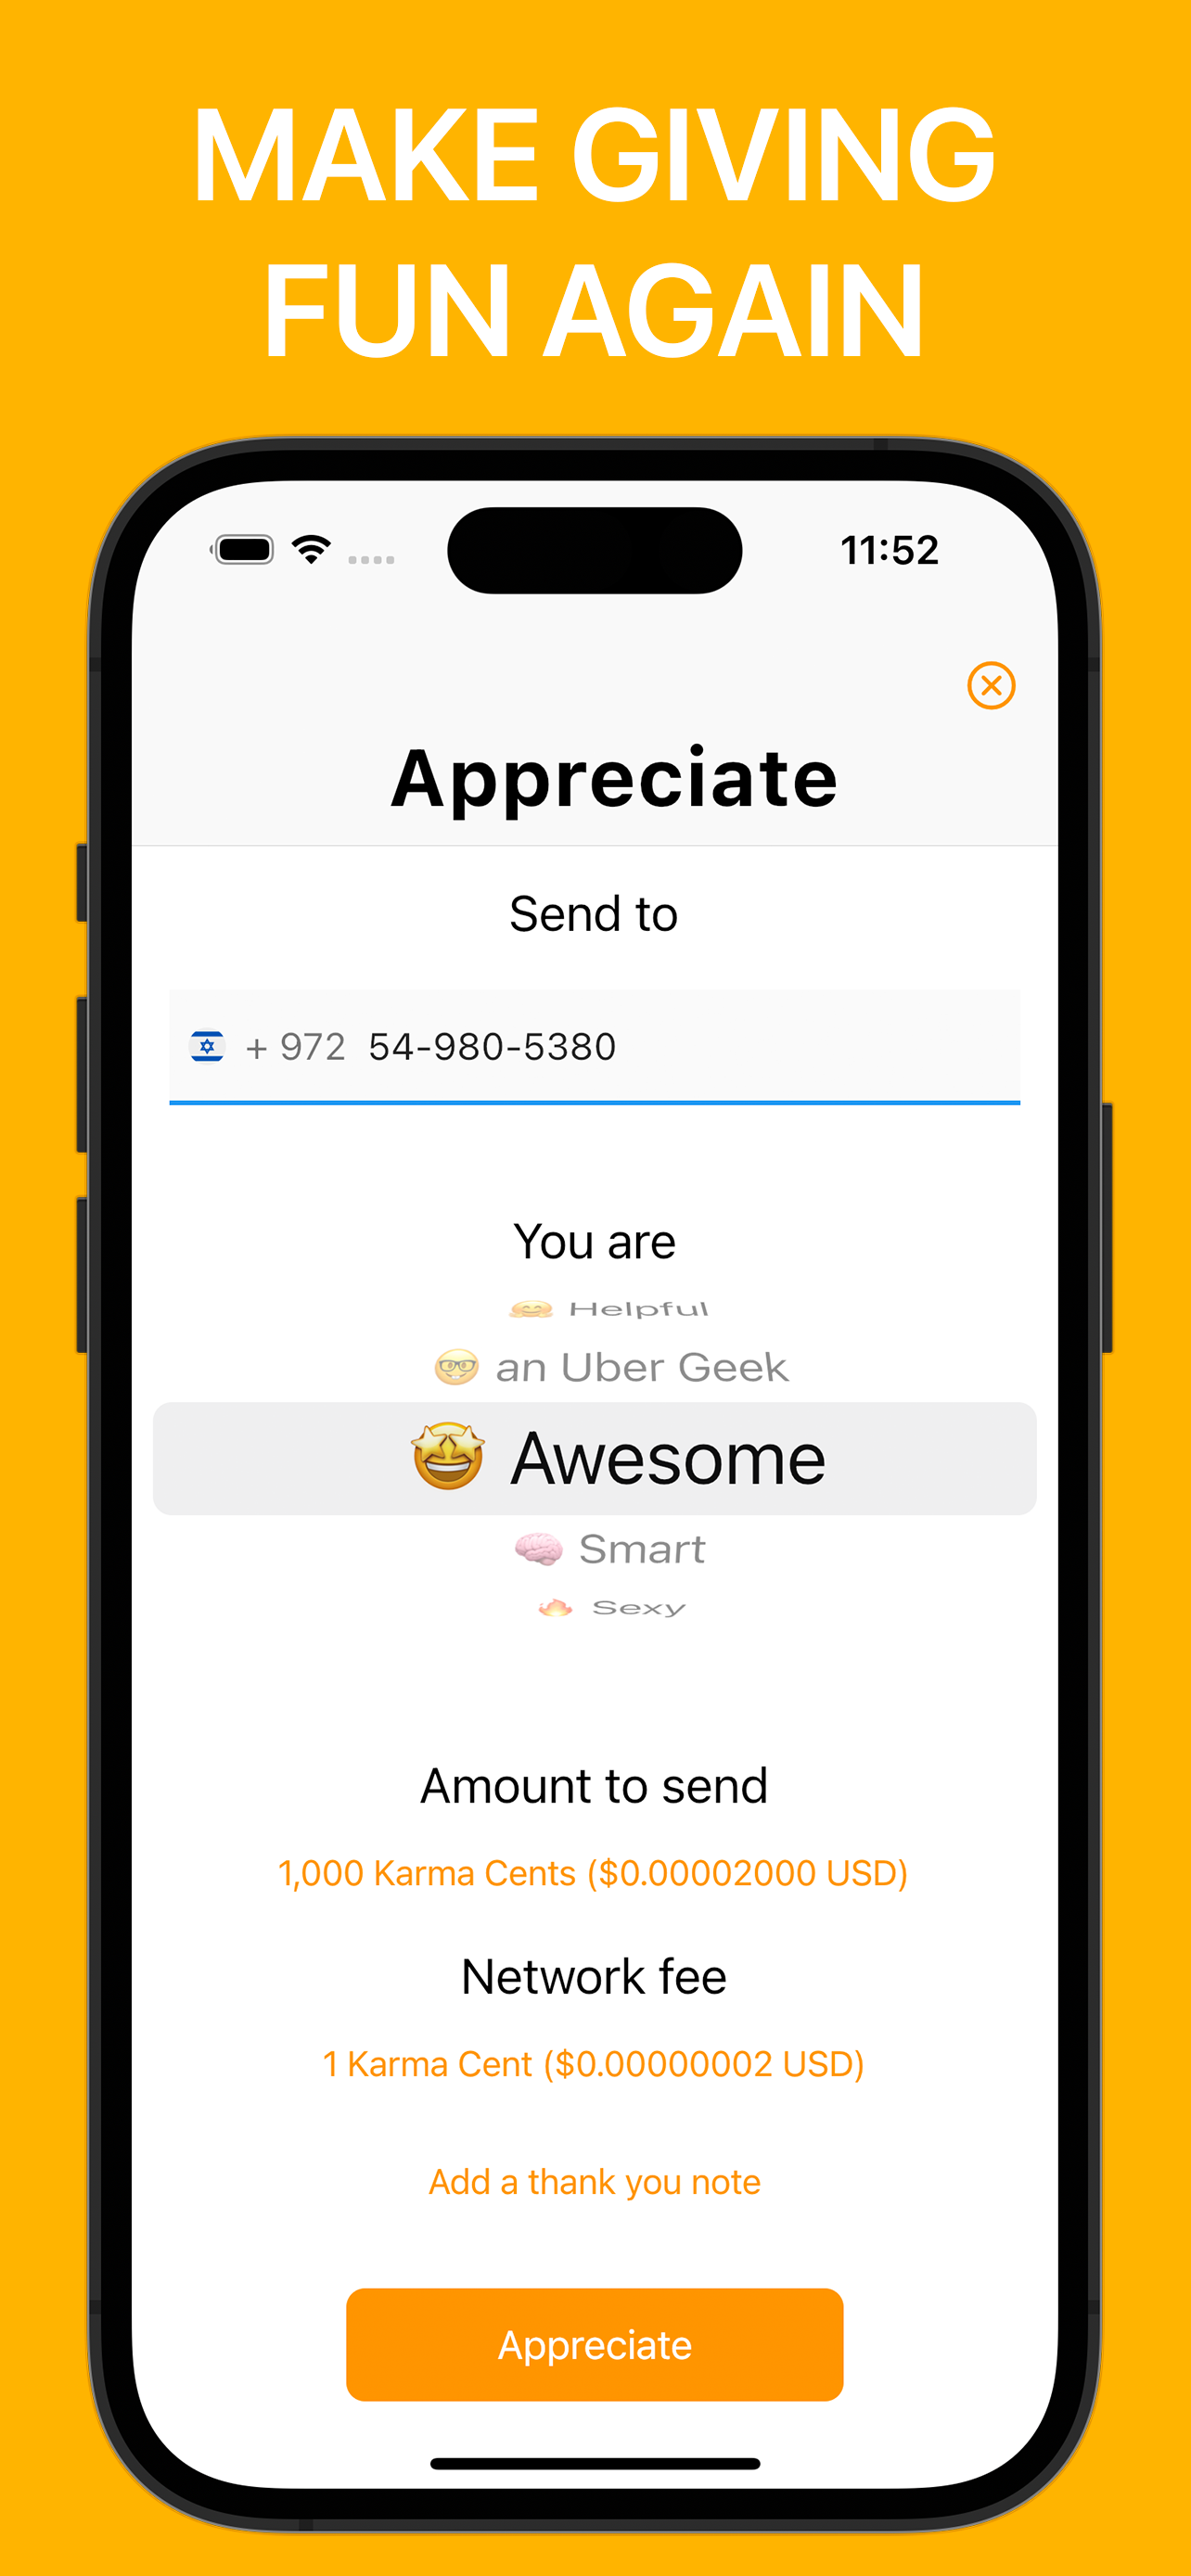 MAKE GIVING
FUN AGAIN
11:52
Appreciate
Send to
+ 972 54-980-5380
You are
🤗 Helpful
🤓 an Uber Geek
🤩 Awesome
🧠 Smart
🔥 Sexy
Amount to send
1,000 Karma Cents ($0.00002000 USD)
Network fee
1 Karma Cent ($0.00000002 USD)
Add a thank you note
Appreciate